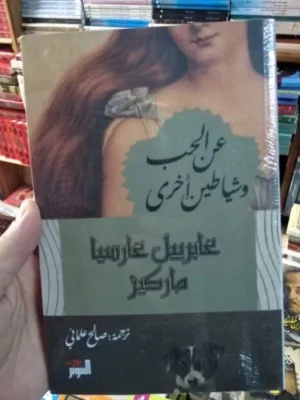 عن الحب
وشياطين أخرى
غابرييل غارسيا
ماركيز
ترجمة: صالح علماني